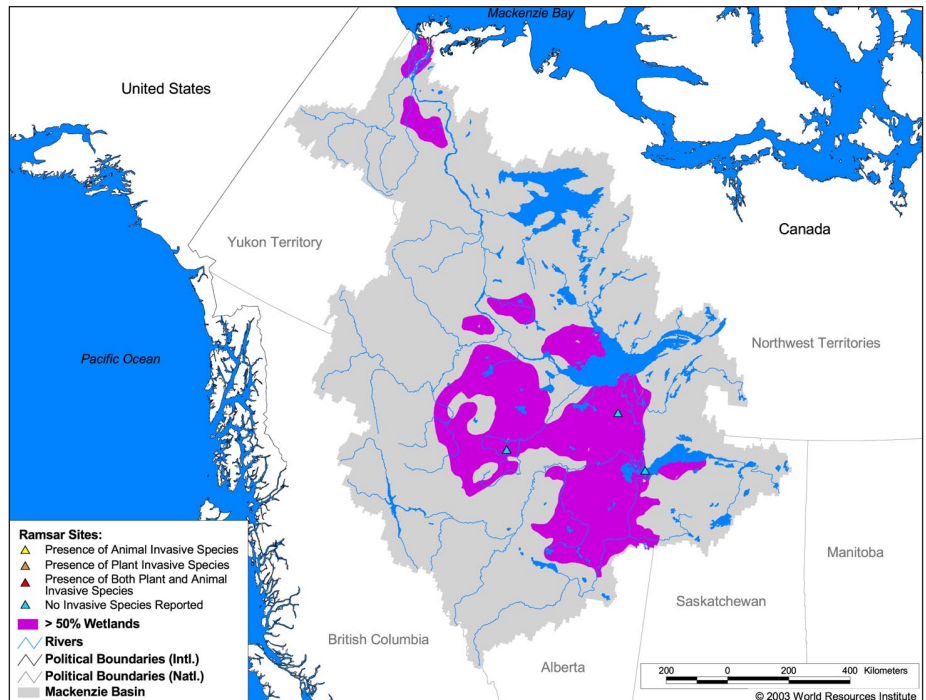 Mackenzie Bay
United States
Canada
Yukon Territory
Pacific Ocean
Northwest Territories
Manitoba
Saskatchewan
British Columbia
Alberta
Ramsar Sites:
Presence of Animal Invasive Species
Presence of Plant Invasive Species
Presence of Both Plant and Animal
Invasive Species
No Invasive Species Reported
> 50% Wetlands
Rivers
Political Boundaries (Intl.)
Political Boundaries (Natl.)
Mackenzie Basin
200 0 200 400 Kilometers
© 2003 World Resources Institute